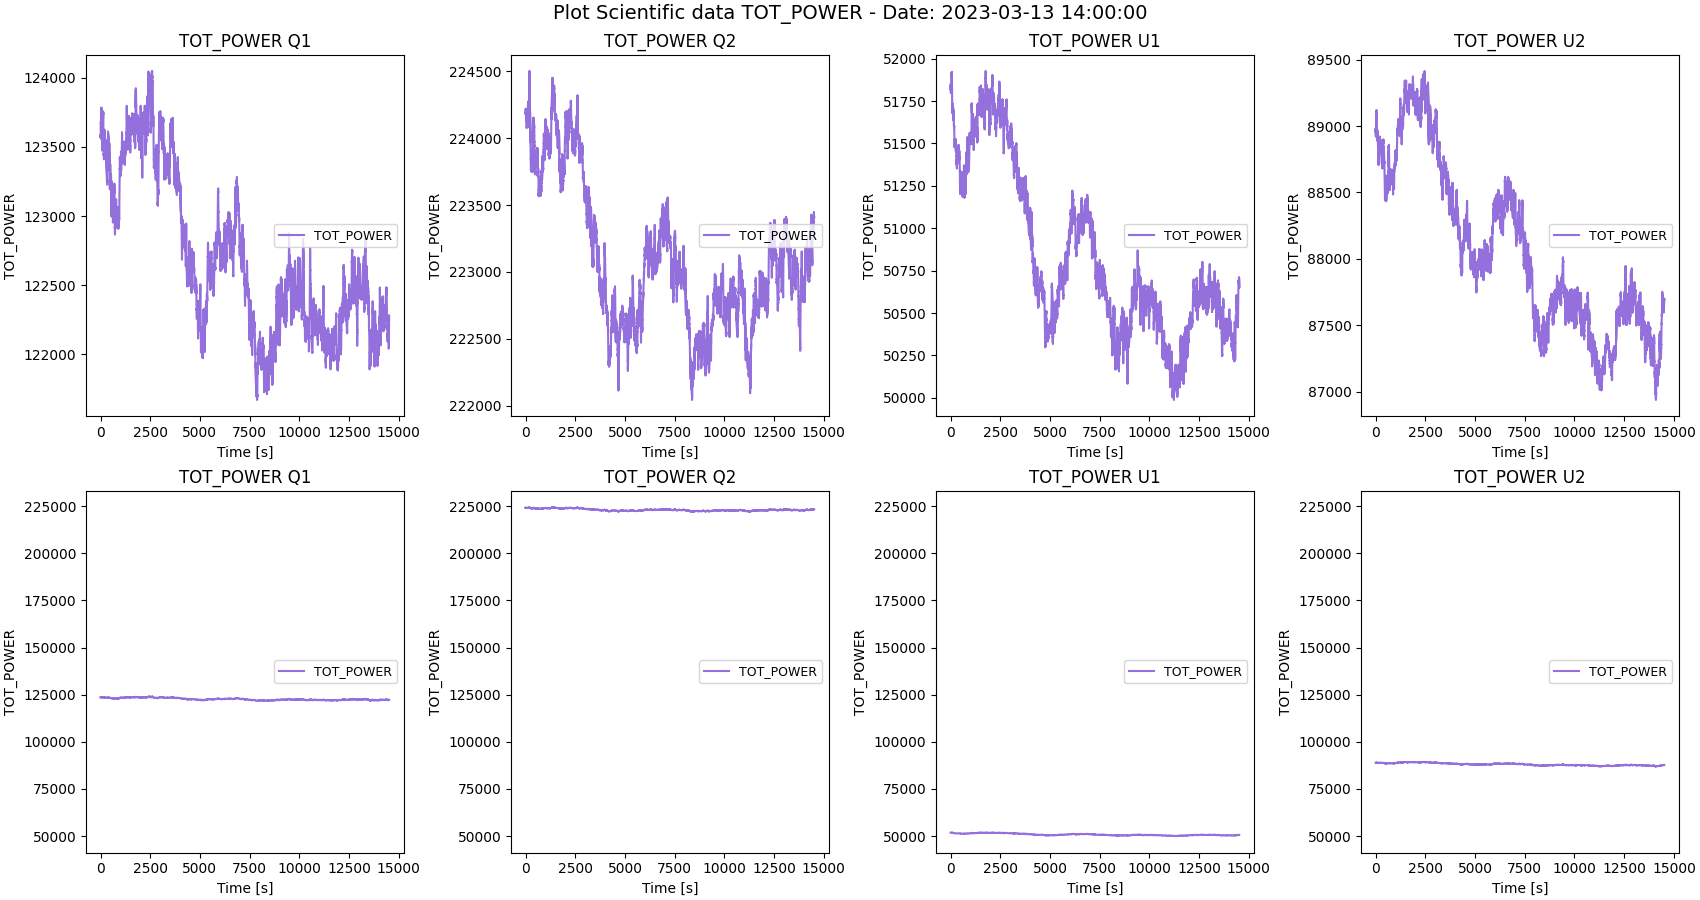 Plot Scientific data TOT_POWER - Date: 2023-03-13 14:00:00
TOT_POWER Q1
TOT_POWER
124000
123500
123000
122500
122000
TOT_POWER
0 2500 5000 7500 10000 12500 15000
Time [s]
TOT_POWER Q2
TOT_POWER
224500
224000
223500
223000
222500
222000
TOT_POWER
0 2500 5000 7500 10000 12500 15000
Time [s]
TOT_POWER U1
TOT_POWER
52000
51750
51500
51250
51000
50750
50500
50250
50000
TOT_POWER
0 2500 5000 7500 10000 12500 15000
Time [s]
TOT_POWER U2
TOT_POWER
89500
89000
88500
88000
87500
87000
TOT_POWER
0 2500 5000 7500 10000 12500 15000
Time [s]
TOT_POWER Q1
TOT_POWER
225000
200000
175000
150000
125000
100000
75000
50000
TOT_POWER
0 2500 5000 7500 10000 12500 15000
Time [s]
TOT_POWER Q2
TOT_POWER
225000
200000
175000
150000
125000
100000
75000
50000
TOT_POWER
0 2500 5000 7500 10000 12500 15000
Time [s]
TOT_POWER U1
TOT_POWER
225000
200000
175000
150000
125000
100000
75000
50000
TOT_POWER
0 2500 5000 7500 10000 12500 15000
Time [s]
TOT_POWER U2
TOT_POWER
225000
200000
175000
150000
125000
100000
75000
50000
TOT_POWER
0 2500 5000 7500 10000 12500 15000
Time [s]